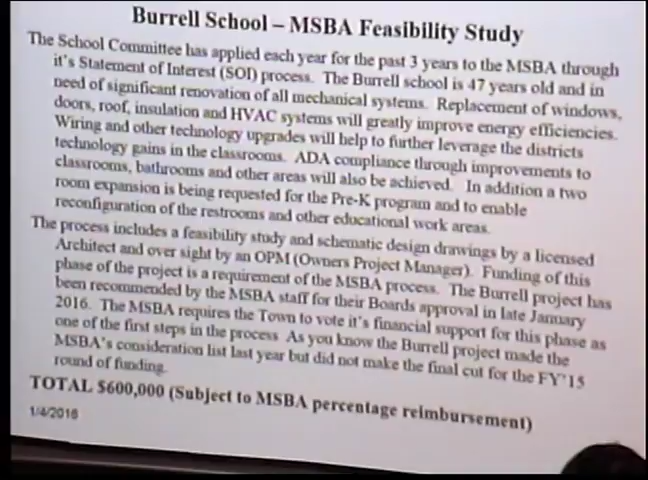 Burrell School – MSBA Feasibility Study
The School Committee has applied each year for the past 3 years to the MSBA through
it's Statement of Interest (SOI) process. The Burrell school is 47 years old and in
need of significant renovation of all mechanical systems. Replacement of windows,
doors, roof, insulation and HVAC systems will greatly improve energy efficiencies.
Wiring and other technology upgrades will help to further leverage the districts
technology gains in the classrooms. ADA compliance through improvements to
classrooms, bathrooms and other areas will also be achieved. In addition a two
room expansion is being requested for the Pre-K program and to enable
reconfiguration of the restrooms and other educational work areas.
The process includes a feasibility study and schematic design drawings by a licensed
Architect and over sight by an OPM (Owners Project Manager). Funding of this
phase of the project is a requirement of the MSBA process. The Burrell project has
been recommended by the MSBA staff for their Boards approval in late January
2016. The MSBA requires the Town to vote it's financial support for this phase as
one of the first steps in the process As you know the Burrell project made the
MSBA's consideration list last year but did not make the final cut for the FY'15
round of funding.
TOTAL $600,000 (Subject to MSBA percentage reimbursement)
1/4/2016